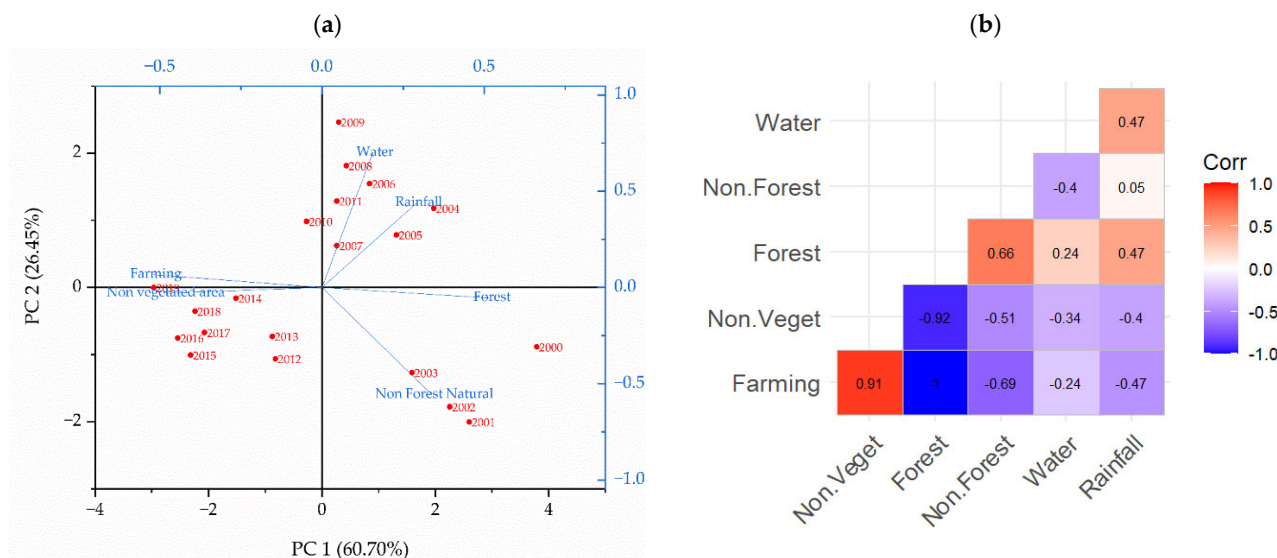 (a)
−0.5 0.0 0.5
PC 2 (26.45%)
2
0
−2
1.0
0.5
0.0
−0.5
−1.0
2009
Water
2008
2006
Rainfall
2011
2004
2010
2005
2007
Farming
2019
Non vegetated area
Forest
2014
2018
2017
2013
2016
2000
2015
2012
2003
Non Forest Natural
2002
2001
−4 −2 0 2 4
PC 1 (60.70%)
(b)
Water 0.47
Non.Forest -0.4 0.05
Forest 0.66 0.24 0.47
Non.Veget -0.92 -0.51 -0.34 -0.4
Farming 0.91 -1 -0.69 -0.24 -0.47
Non.Veget
Forest
Non.Forest
Water
Rainfall
Corr
1.0
0.5
0.0
-0.5
-1.0